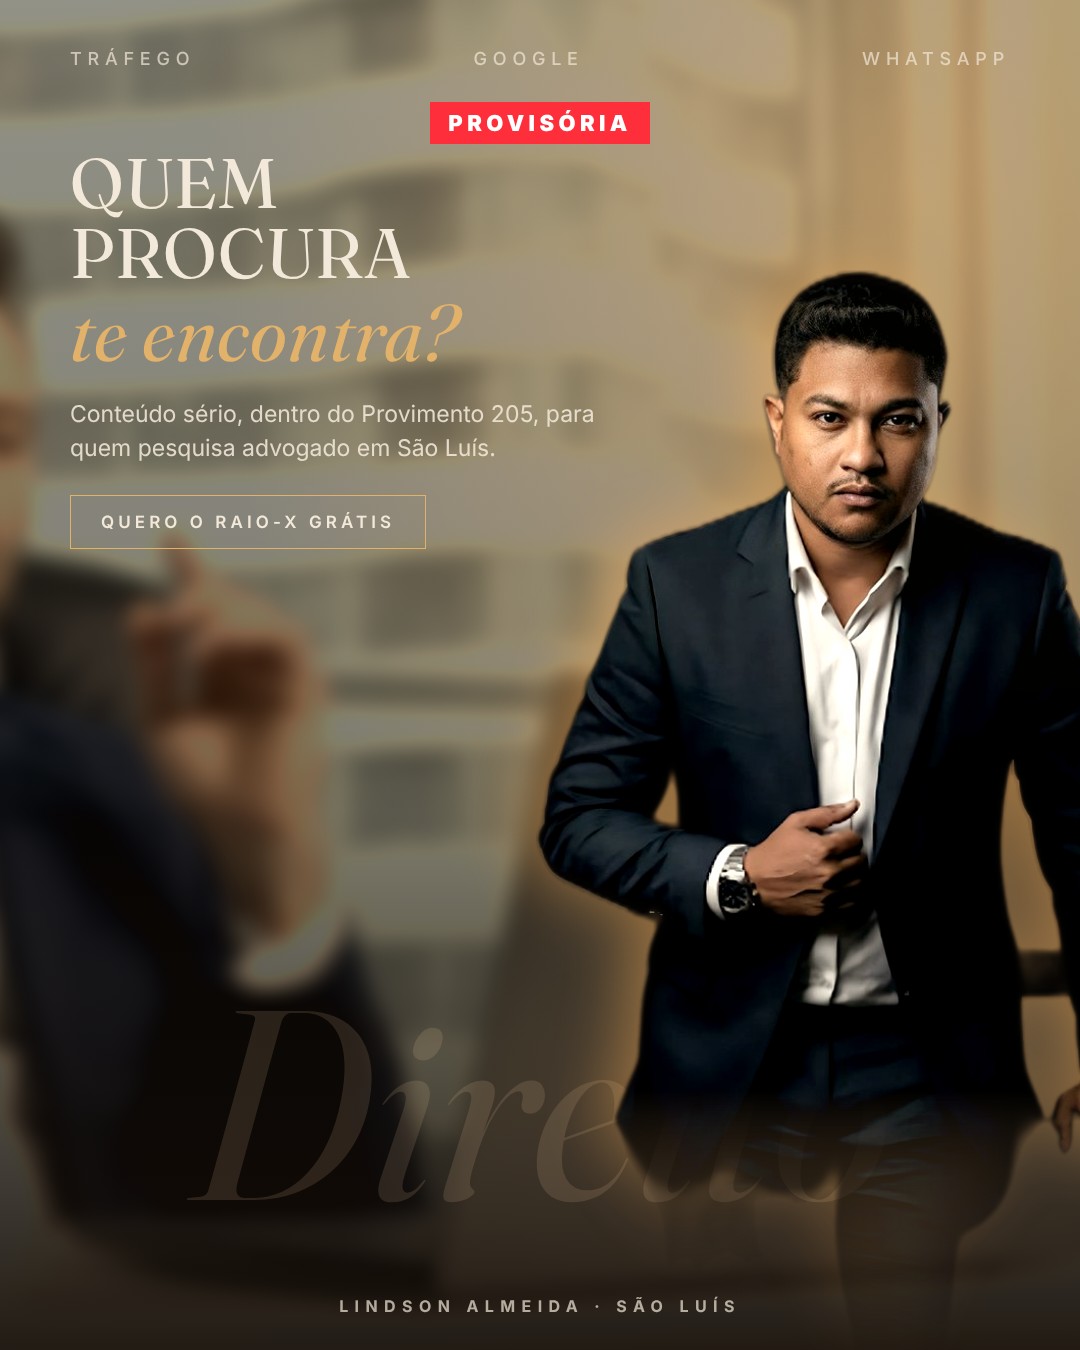 TRÁFEGO GOOGLE WHATSAPP
PROVISÓRIA
QUEM
PROCURA
te encontra?
Conteúdo sério, dentro do Provimento 205, para
quem pesquisa advogado em São Luís.
QUERO O RAIO-X GRÁTIS
Direito
LINDSON ALMEIDA · SÃO LUÍS